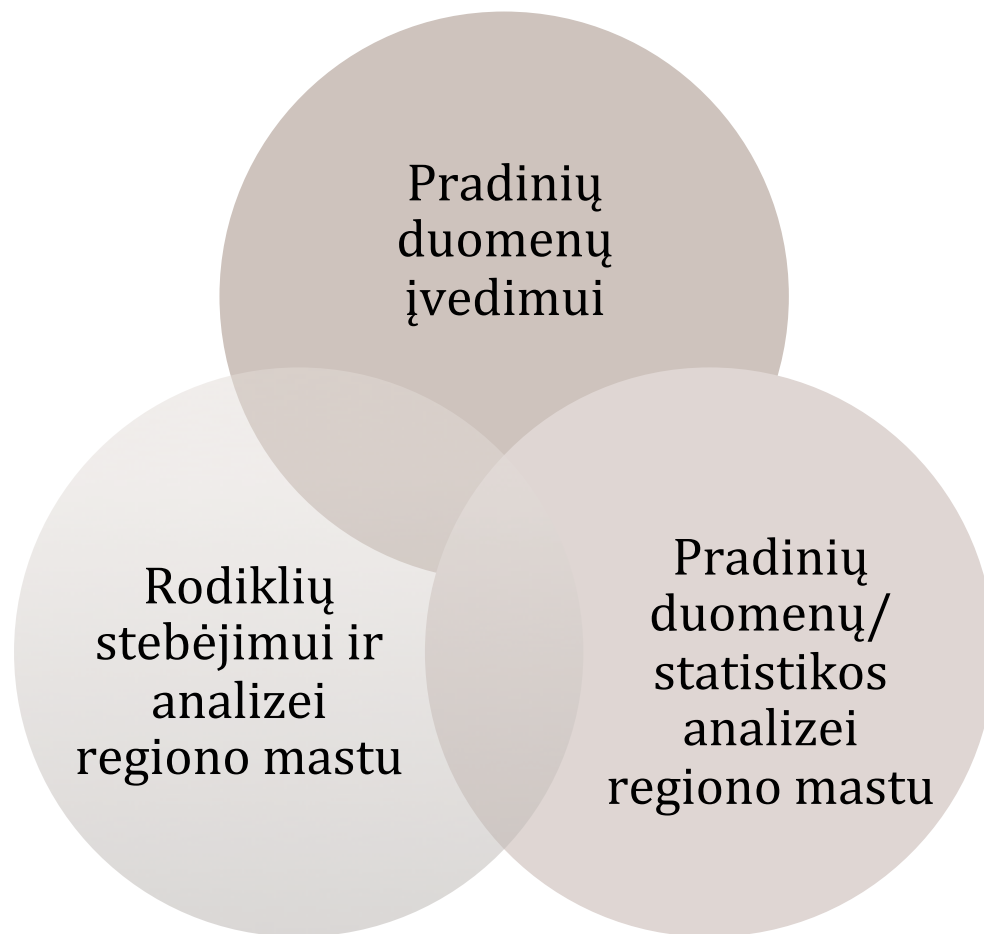 Pradinių
duomenų
įvedimui
Rodiklių
stebėjimui ir
analizei
regiono mastu
Pradinių
duomenų/
statistikos
analizei
regiono mastu